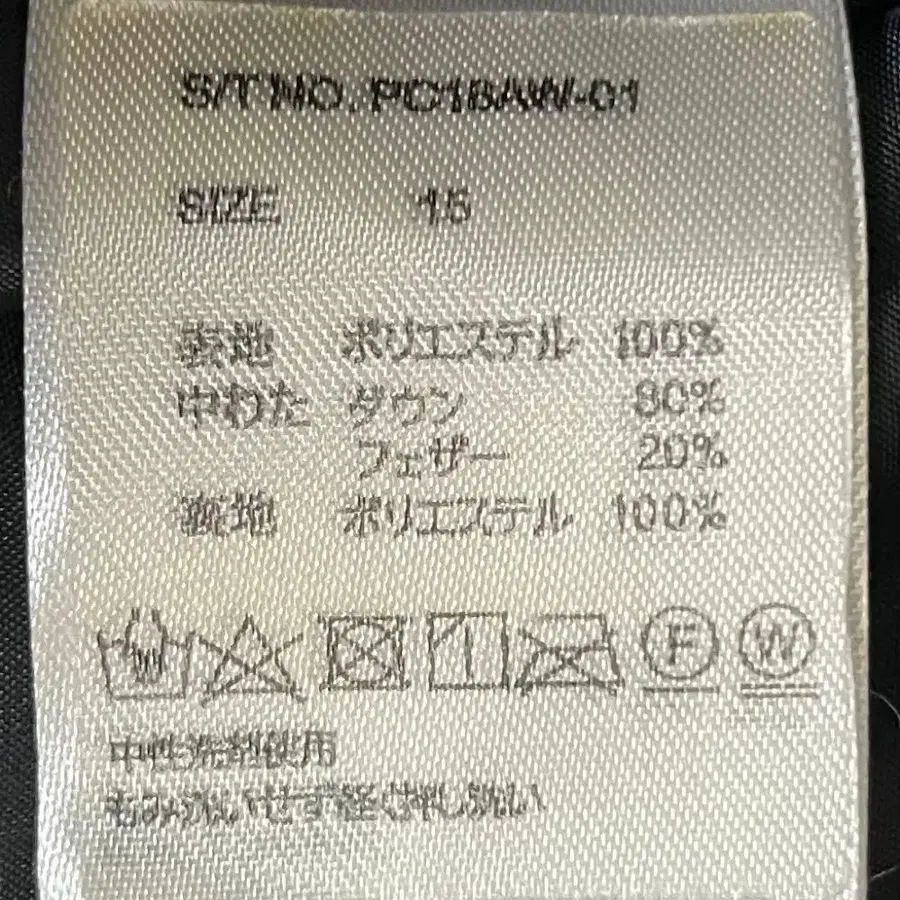 S/T NO. PC18AW-01
SIZE 15
表地 ポリエステル 100%
中わた ダウン 80%
フェザー 20%
裏地 ポリエステル 100%
F W
中性洗剤使用
もみ洗いせず軽く押し洗い